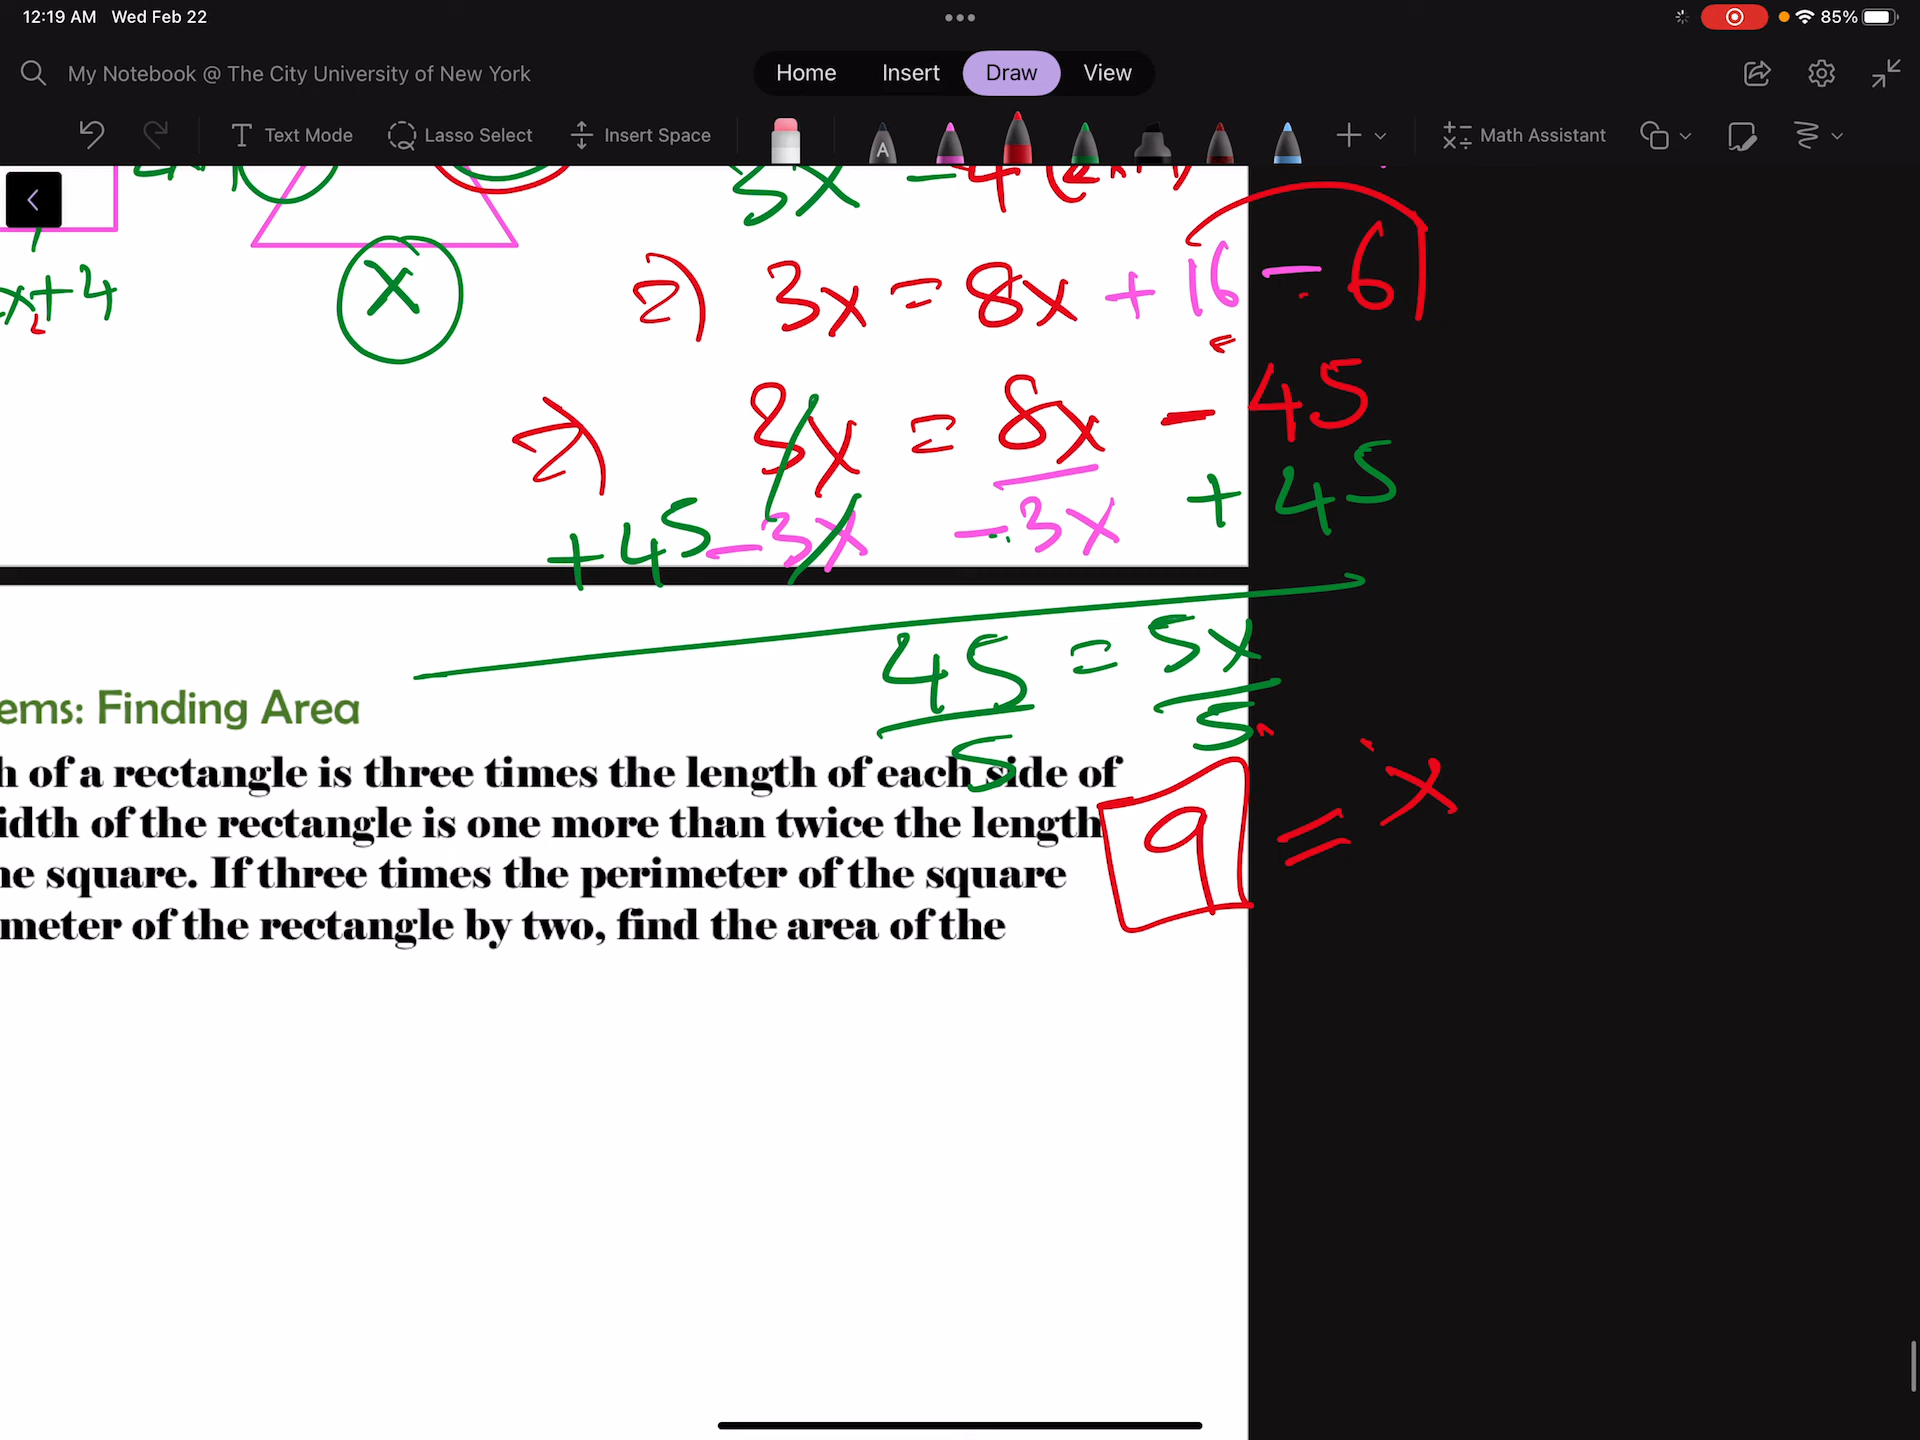 12:19 AM Wed Feb 22
85%
My Notebook @ The City University of New York
Home Insert Draw View
Text Mode Lasso Select Insert Space A Math Assistant
3x = 4(
x+4
x
2) 3x = 8x + 16 - 6
2) 3x = 8x - 45
+45 -3x -3x +45
45 = 5x
5 5
9 = x
ems: Finding Area
h of a rectangle is three times the length of each side of
idth of the rectangle is one more than twice the length
he square. If three times the perimeter of the square
meter of the rectangle by two, find the area of the